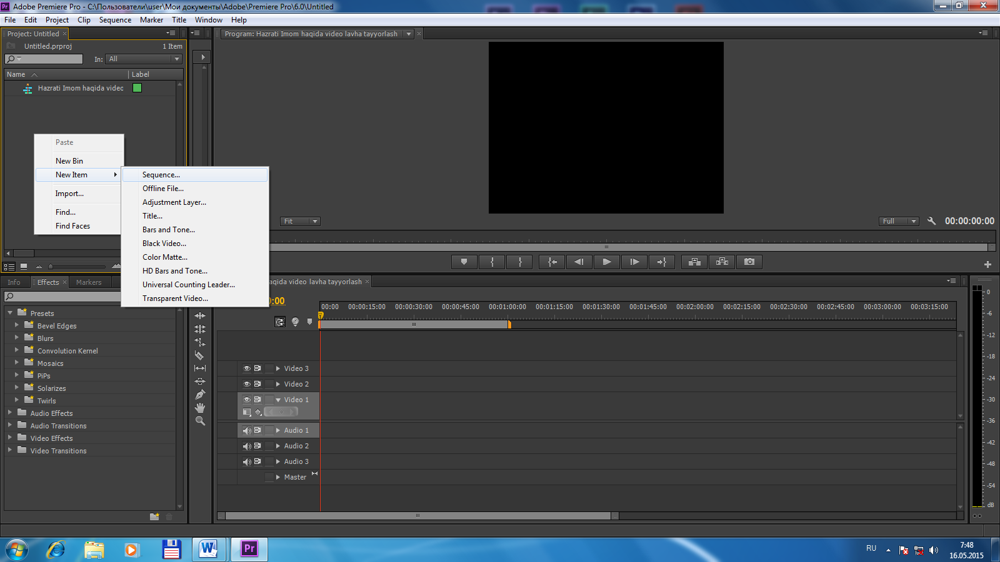 Adobe Premiere Pro - C:\Пользователи\user\Мои документы\Adobe\Premiere Pro\6.0\Untitled
File Edit Project Clip Sequence Marker Title Window Help
Project: Untitled
Program: Hazrati Imom haqida video lavha tayyorlash
Untitled.prproj 1 Item
In: All
Name Label
Hazrati Imom haqida videc
Paste
New Bin
New Item
Import...
Find...
Find Faces
Sequence...
Offline File...
Adjustment Layer...
Title...
Bars and Tone...
Black Video...
Color Matte...
HD Bars and Tone...
Universal Counting Leader...
Transparent Video...
Fit Full 00:00:00:00
Info Effects Markers
aqida video lavha tayyorlash
0:00
00:00 00:00:15:00 00:00:30:00 00:00:45:00 00:01:00:00 00:01:15:00 00:01:30:00 00:01:45:00 00:02:00:00 00:02:15:00 00:02:30:00 00:02:45:00 00:03:00:00 00:03:15:00
Presets
Bevel Edges
Blurs
Convolution Kernel
Mosaics
PiPs
Solarizes
Twirls
Audio Effects
Audio Transitions
Video Effects
Video Transitions
Video 3
Video 2
Video 1
Audio 1
Audio 2
Audio 3
Master
0
-6
-12
-18
-24
-30
-36
-42
-48
-54
dB
W
Pr
RU
7:48
16.05.2015